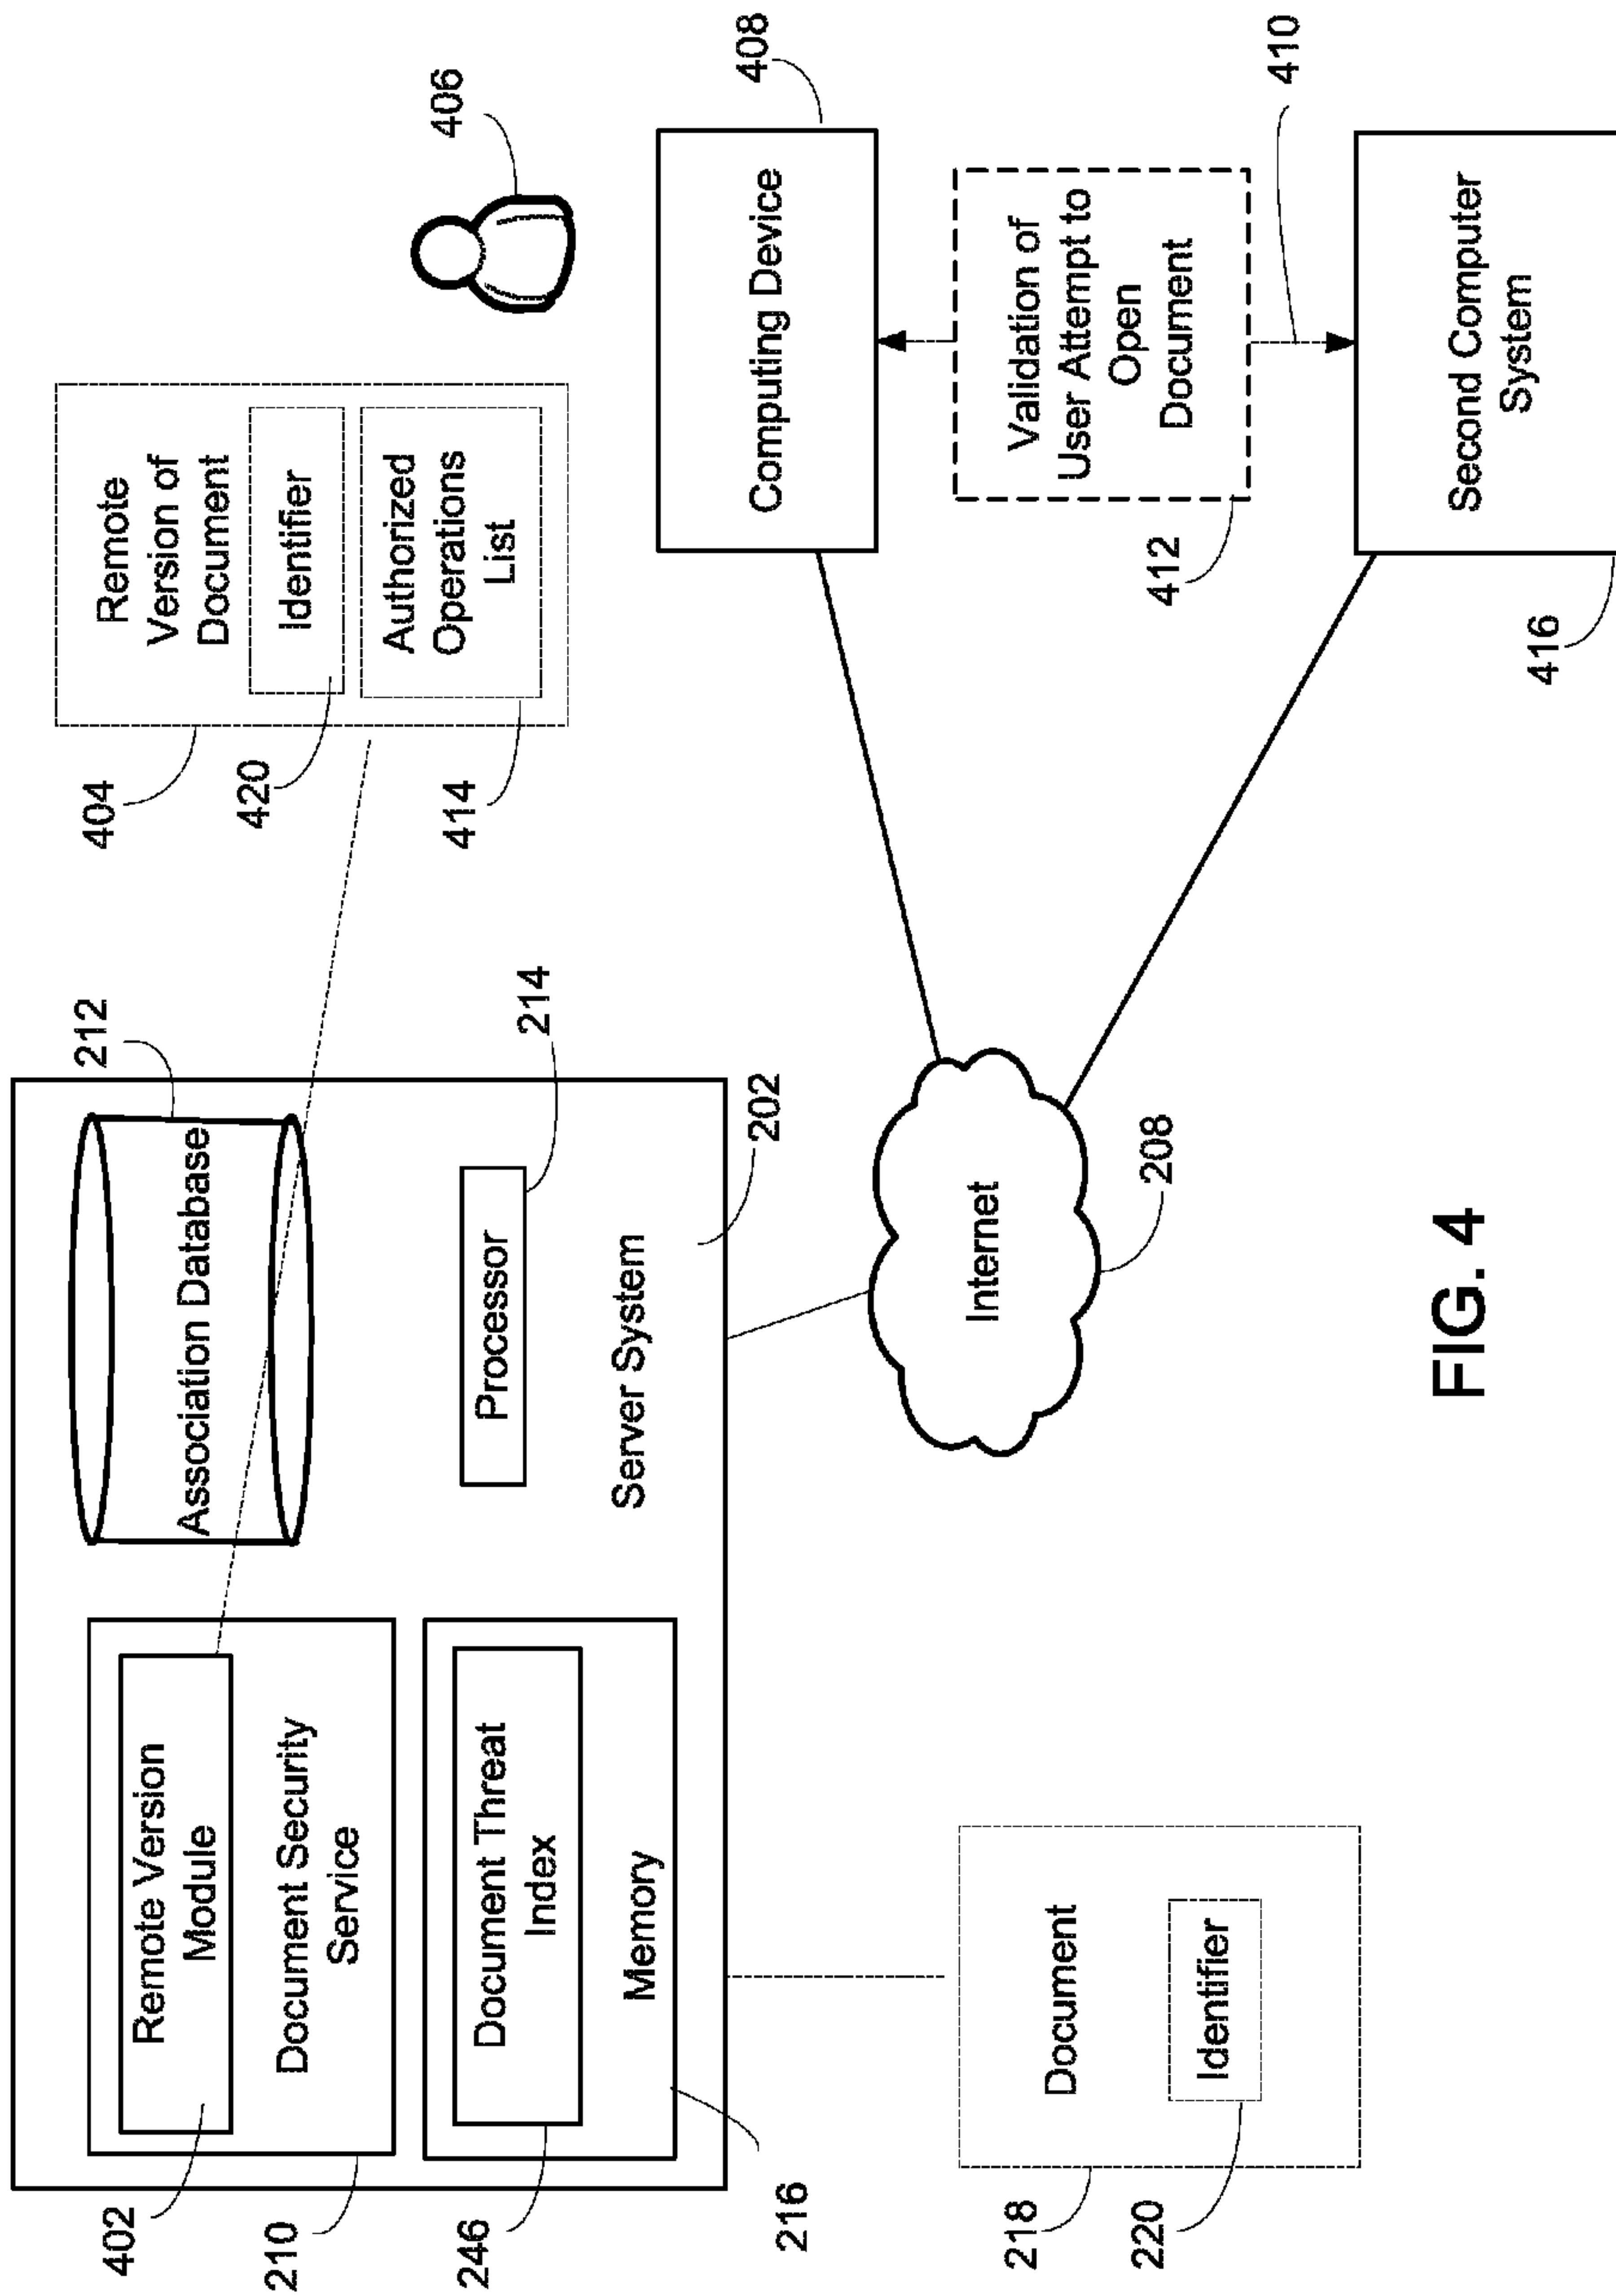 402
Remote Version
Module
210
Document Security
Service
246
Document Threat
Index
216
Memory
212
Association Database
214
Processor
Server System
202
404
Remote
Version of
Document
420
Identifier
414
Authorized
Operations
List
406
408
Computing Device
218
Document
220
Identifier
Internet
208
412
Validation of
User Attempt to
Open
Document
410
Second Computer
System
416
FIG. 4